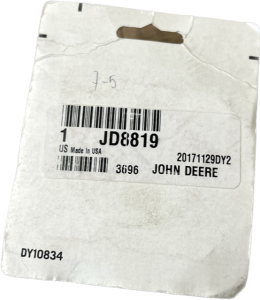 7-5
1 JD8819
US Made In USA
20171129DY2
3696 JOHN DEERE
DY10834